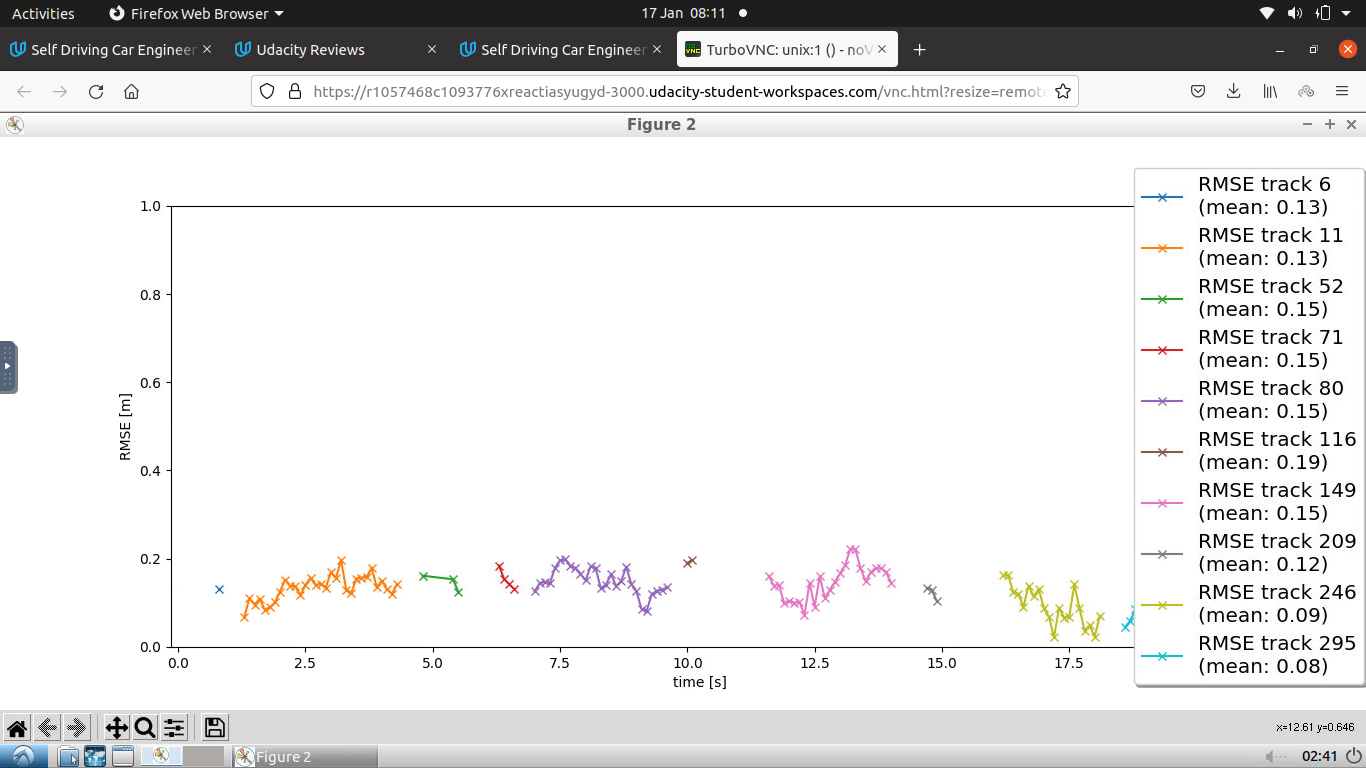 Activities
Firefox Web Browser
17 Jan 08:11
Self Driving Car Engineer
Udacity Reviews
Self Driving Car Engineer
TurboVNC: unix:1 () - noV
https://r1057468c1093776xreactiasyugyd-3000.udacity-student-workspaces.com/vnc.html?resize=remote
Figure 2
RMSE track 6
(mean: 0.13)
RMSE track 11
(mean: 0.13)
RMSE track 52
(mean: 0.15)
RMSE track 71
(mean: 0.15)
RMSE track 80
(mean: 0.15)
RMSE track 116
(mean: 0.19)
RMSE track 149
(mean: 0.15)
RMSE track 209
(mean: 0.12)
RMSE track 246
(mean: 0.09)
RMSE track 295
(mean: 0.08)
1.0
0.8
0.6
0.4
0.2
0.0
RMSE [m]
0.0
2.5
5.0
7.5
10.0
12.5
15.0
17.5
time [s]
x=12.61 y=0.646
Figure 2
02:41